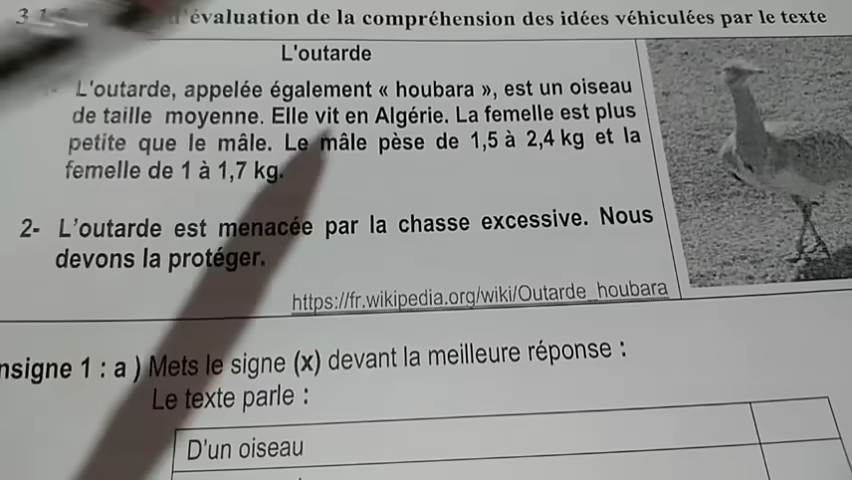 d'évaluation de la compréhension des idées véhiculées par le texte
L'outarde
L'outarde, appelée également « houbara », est un oiseau
de taille moyenne. Elle vit en Algérie. La femelle est plus
petite que le mâle. Le mâle pèse de 1,5 à 2,4 kg et la
femelle de 1 à 1,7 kg.
2- L'outarde est menacée par la chasse excessive. Nous
devons la protéger.
https://fr.wikipedia.org/wiki/Outarde_houbara
nsigne 1 : a ) Mets le signe (x) devant la meilleure réponse :
Le texte parle :
D'un oiseau